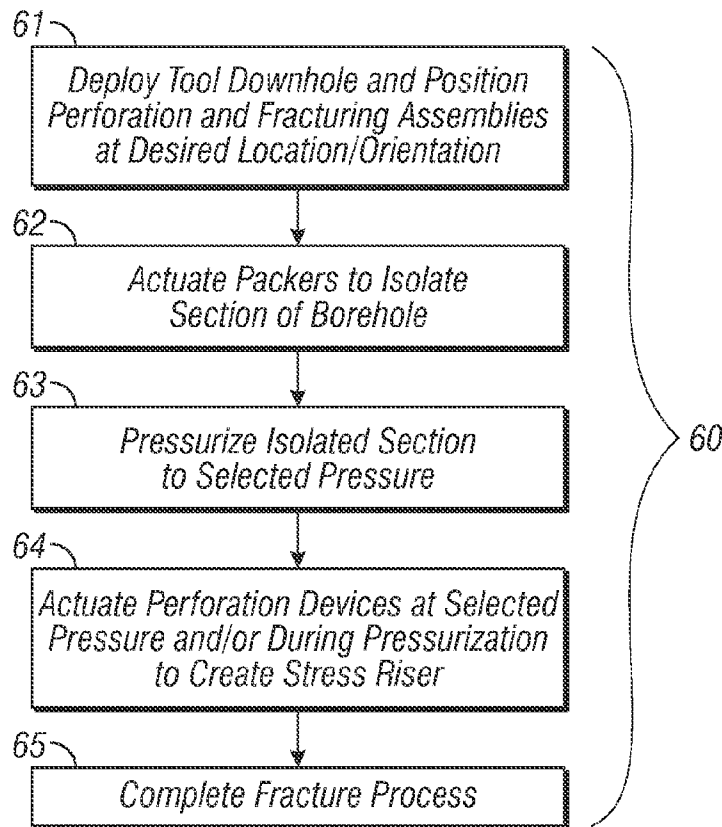 61
Deploy Tool Downhole and Position
Perforation and Fracturing Assemblies
at Desired Location/Orientation
62
Actuate Packers to Isolate
Section of Borehole
63
Pressurize Isolated Section
to Selected Pressure
60
64
Actuate Perforation Devices at Selected
Pressure and/or During Pressurization
to Create Stress Riser
65
Complete Fracture Process